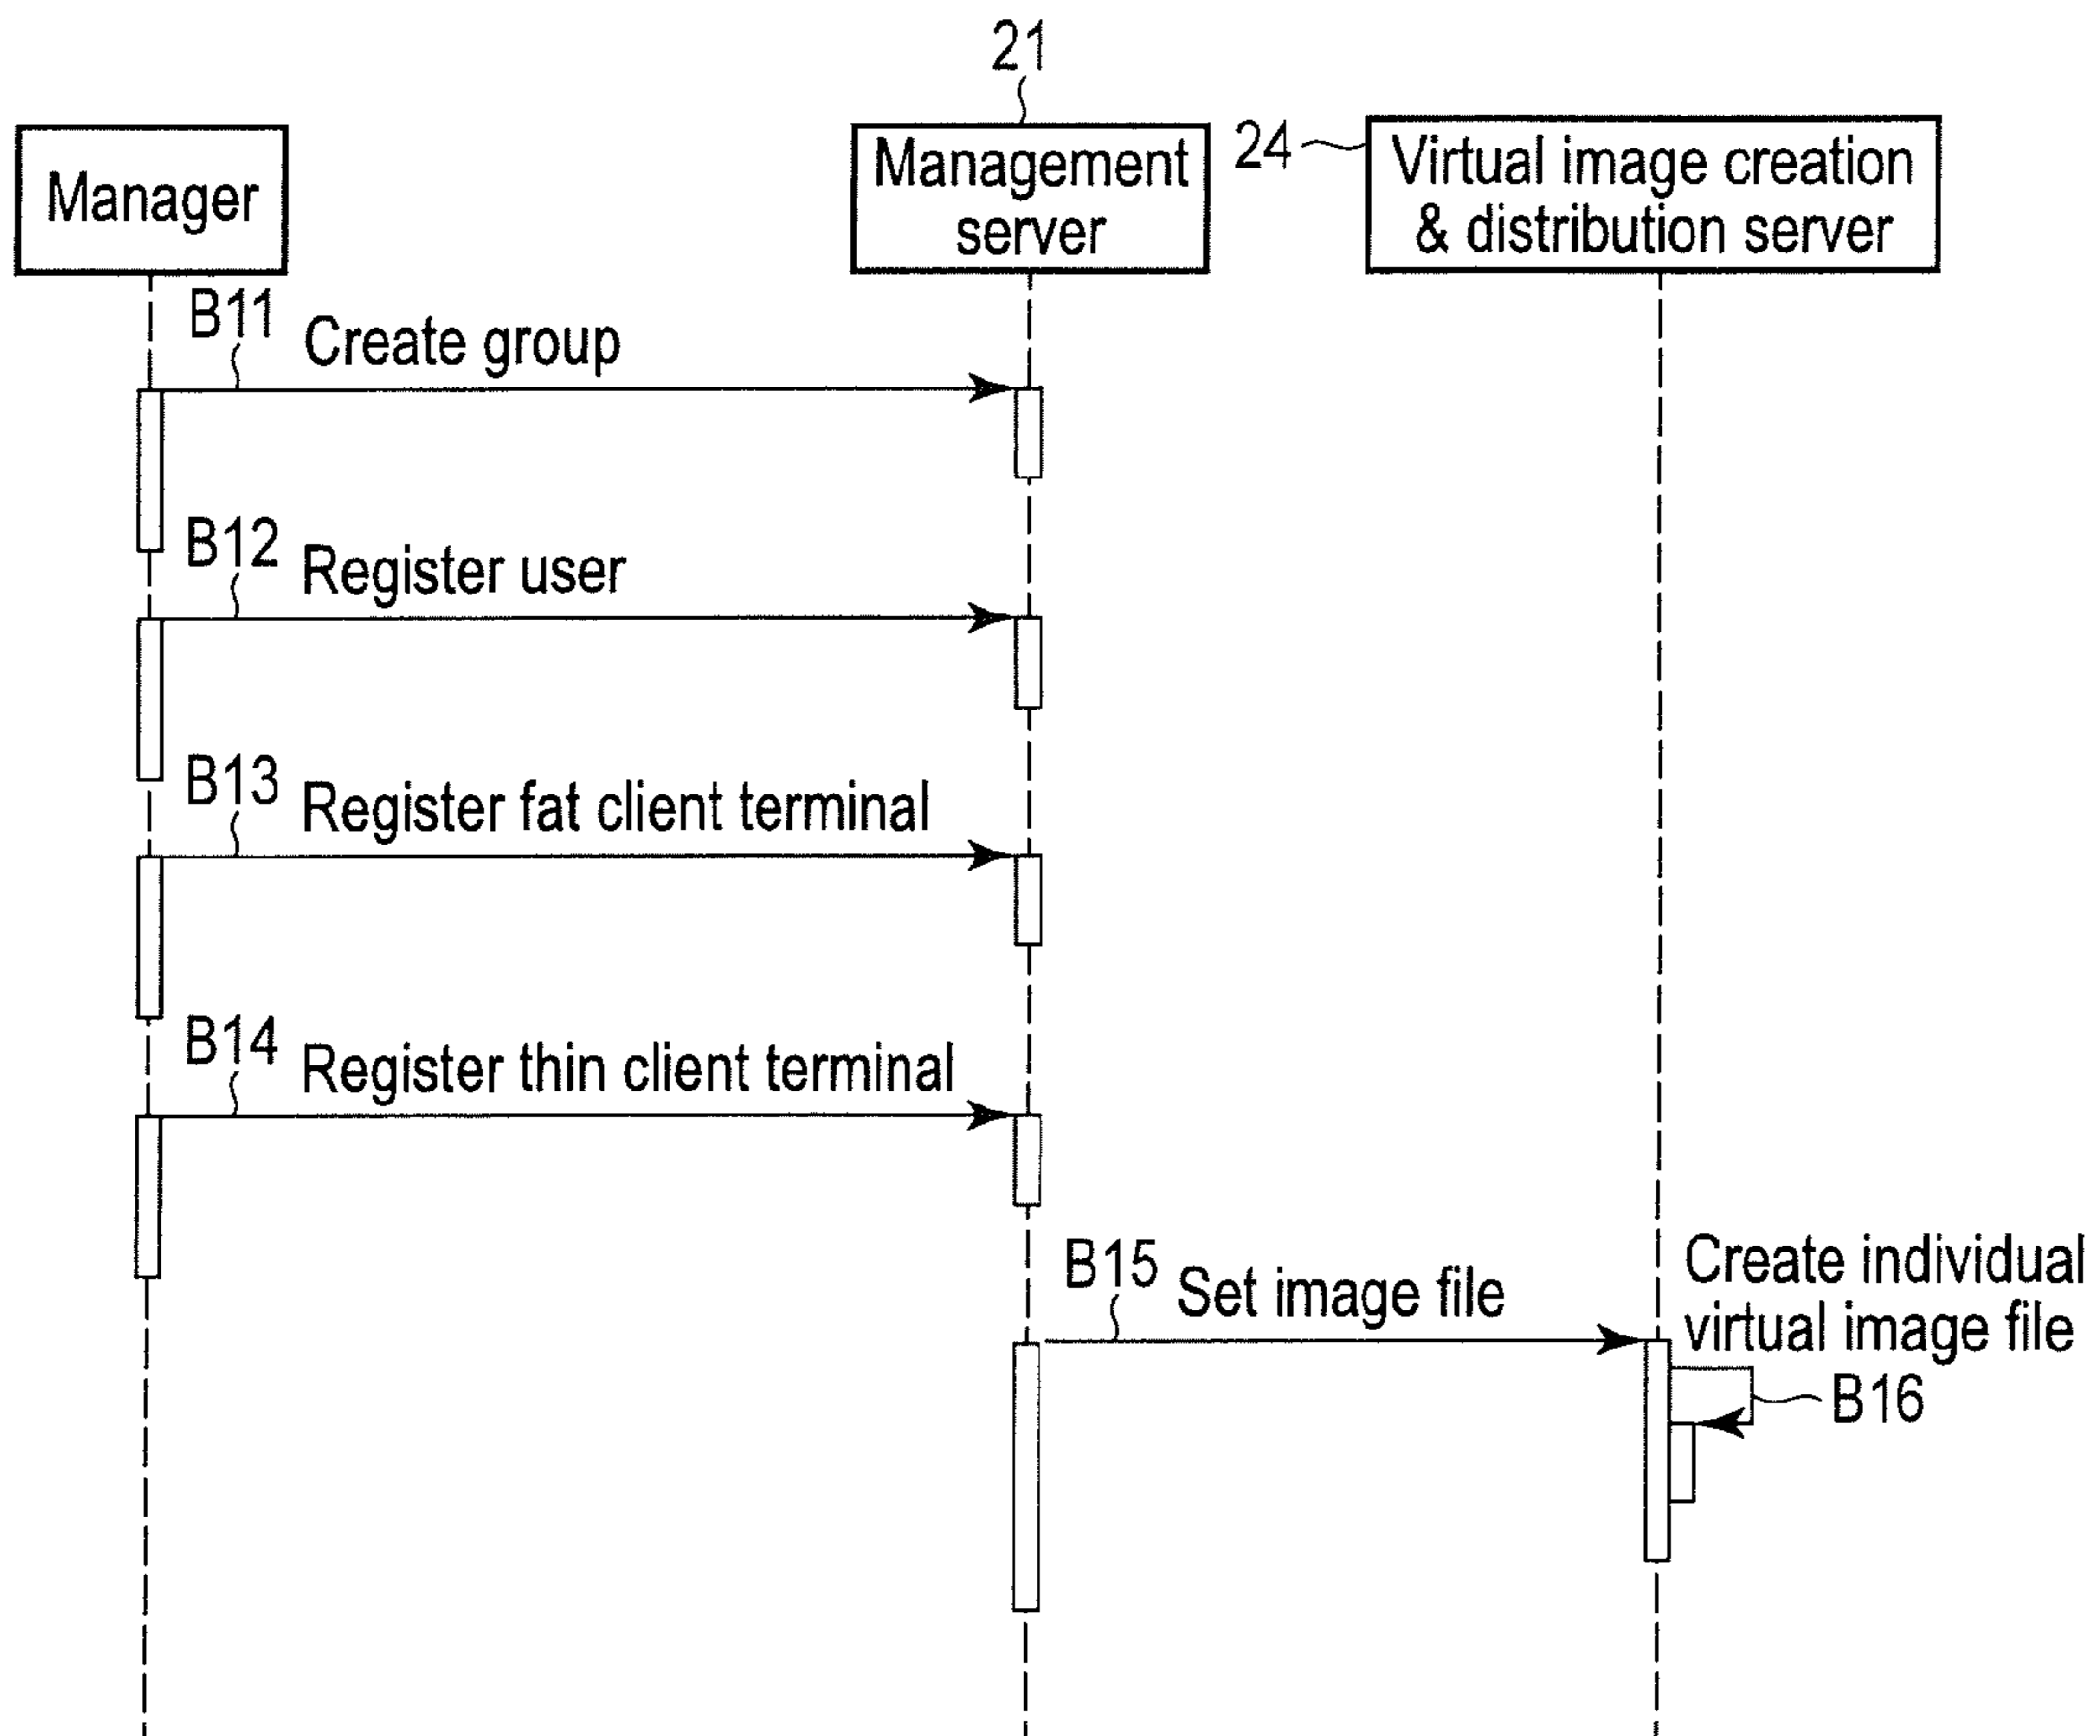 21
Manager
Management
server
24
Virtual image creation
& distribution server
B11
Create group
B12
Register user
B13
Register fat client terminal
B14
Register thin client terminal
B15
Set image file
Create individual
virtual image file
B16